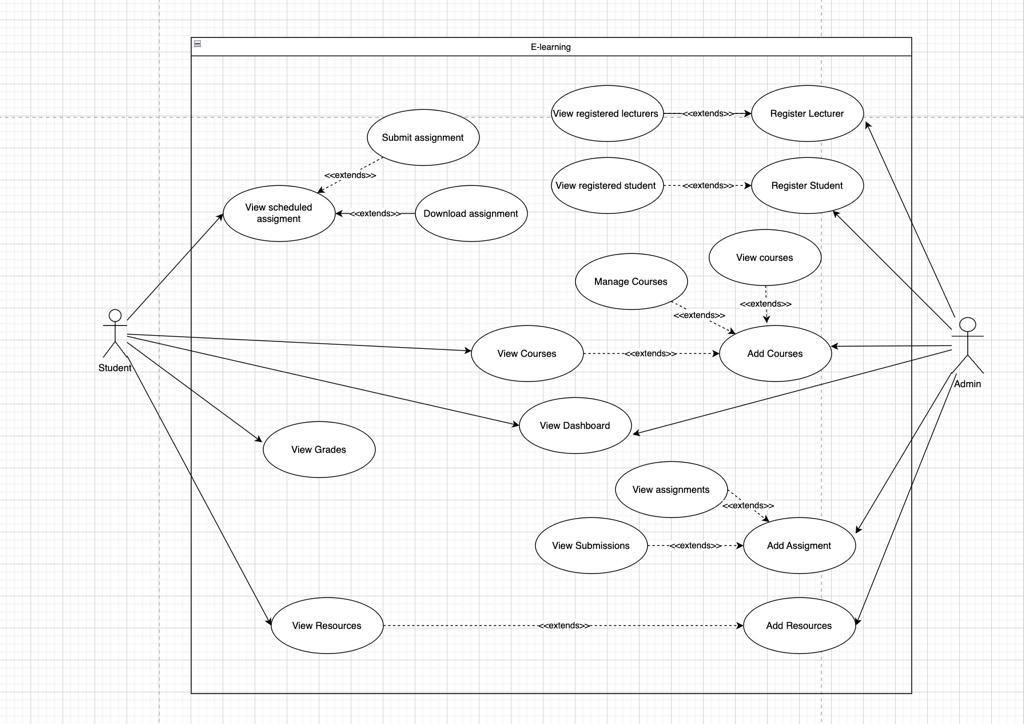 E-learning
View registered lecturers
<<extends>>
Register Lecturer
Submit assignment
<<extends>>
View registered student
<<extends>>
Register Student
View scheduled
assigment
<<extends>>
Download assignment
View courses
Manage Courses
<<extends>>
<<extends>>
View Courses
<<extends>>
Add Courses
Student
Admin
View Dashboard
View Grades
View assignments
<<extends>>
View Submissions
<<extends>>
Add Assigment
View Resources
<<extends>>
Add Resources